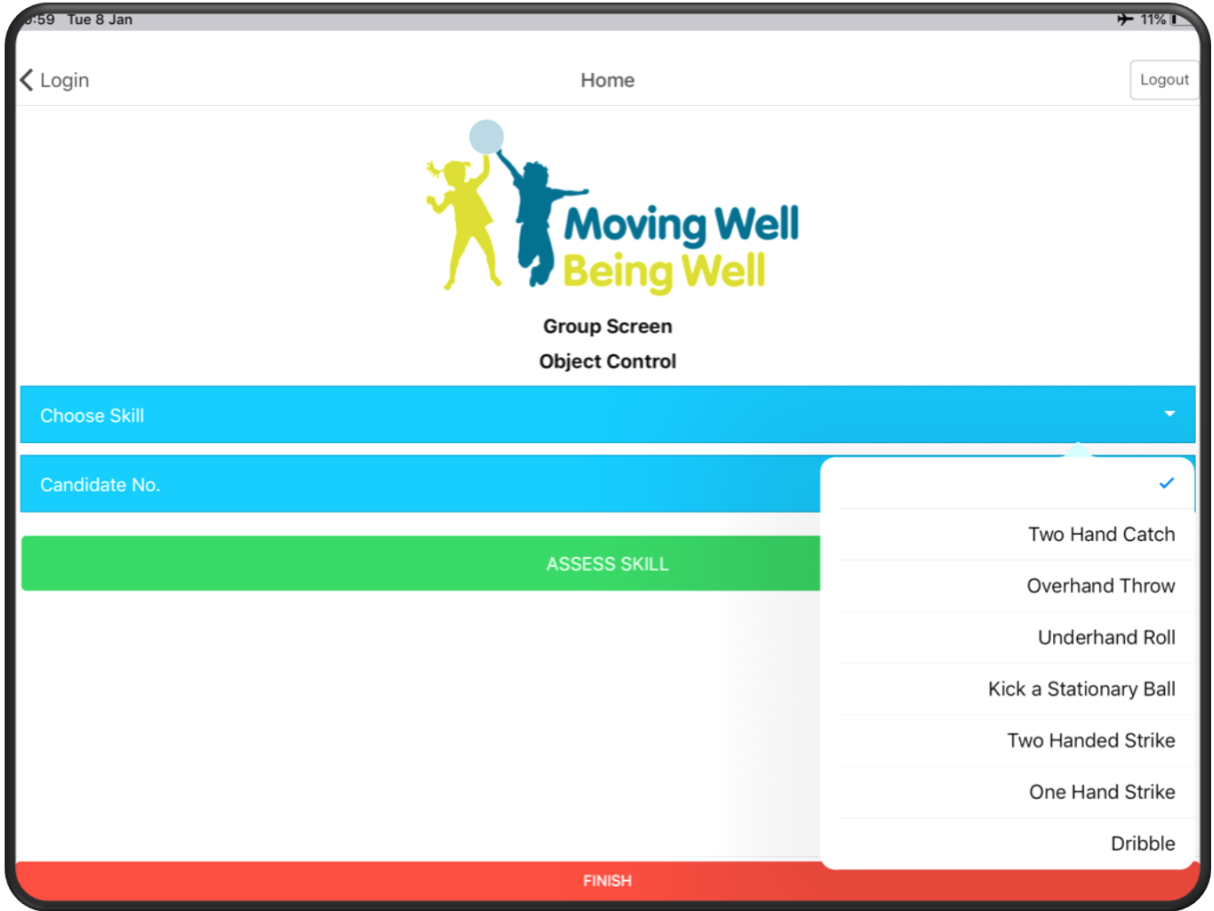 :59 Tue 8 Jan 11%
Login Home Logout
Moving Well
Being Well
Group Screen
Object Control
Choose Skill
Candidate No.
ASSESS SKILL
Two Hand Catch
Overhand Throw
Underhand Roll
Kick a Stationary Ball
Two Handed Strike
One Hand Strike
Dribble
FINISH